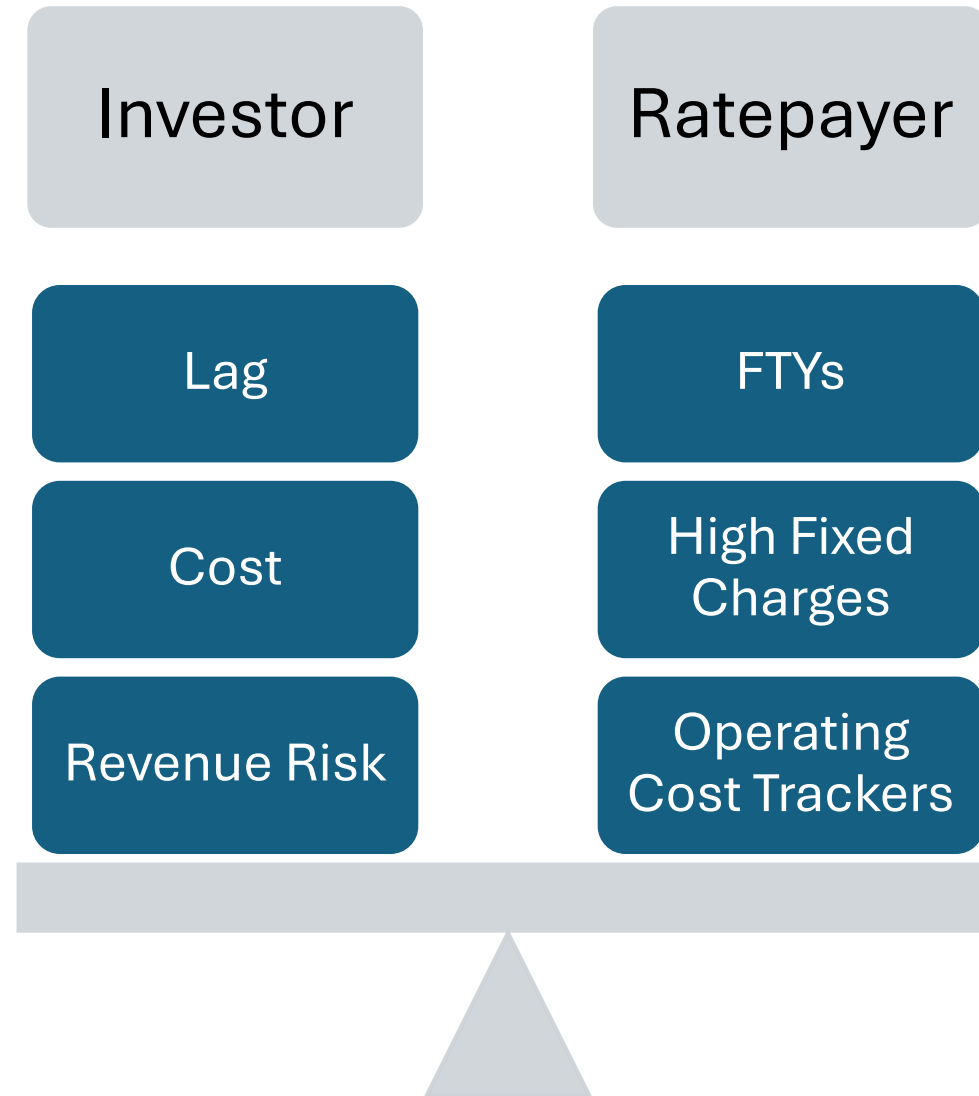 Investor
Ratepayer
Lag
FTYs
Cost
High Fixed
Charges
Revenue Risk
Operating
Cost Trackers